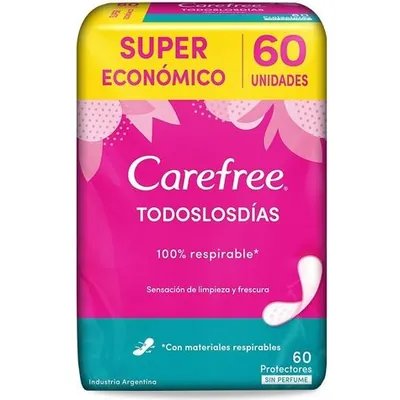 SUPER
ECONÓMICO
60
UNIDADES
Carefree®
TODOSLOSDÍAS
100% respirable*
Sensación de limpieza y frescura
*Con materiales respirables
60
Protectores
SIN PERFUME
Industria Argentina